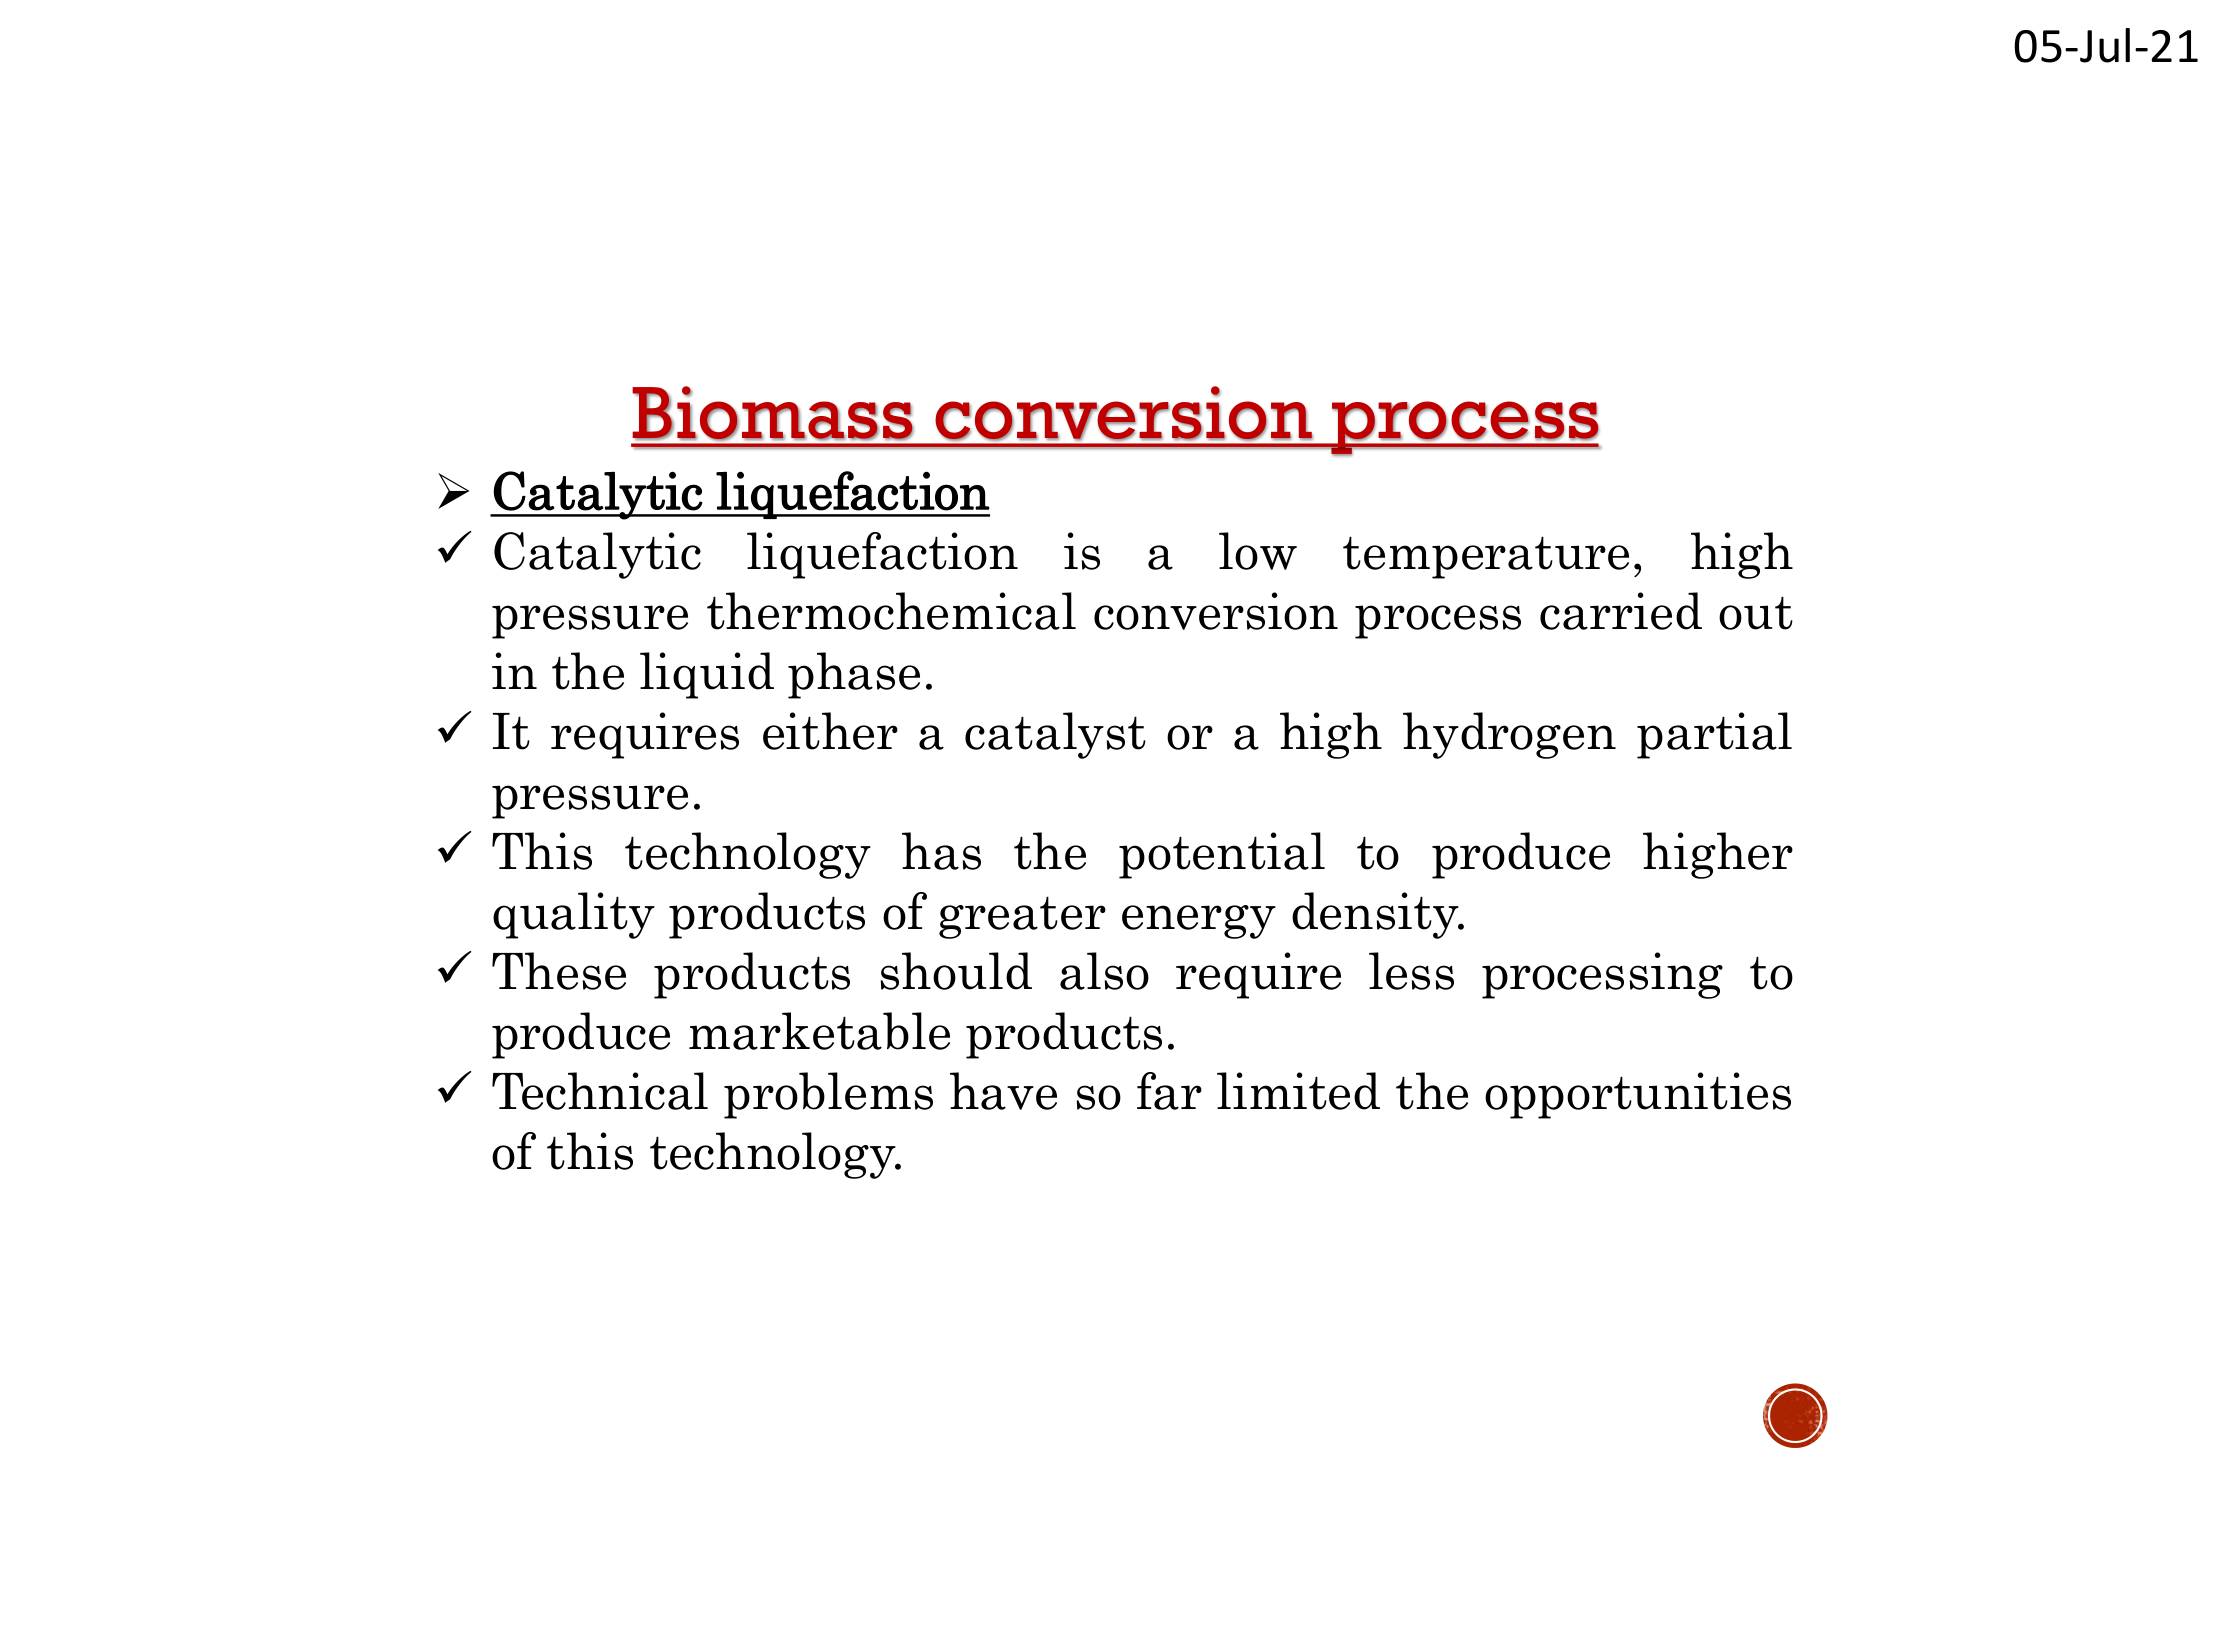 05-Jul-21
Biomass conversion process
➢ Catalytic liquefaction
✓ Catalytic liquefaction is a low temperature, high
pressure thermochemical conversion process carried out
in the liquid phase.
✓ It requires either a catalyst or a high hydrogen partial
pressure.
✓ This technology has the potential to produce higher
quality products of greater energy density.
✓ These products should also require less processing to
produce marketable products.
✓ Technical problems have so far limited the opportunities
of this technology.